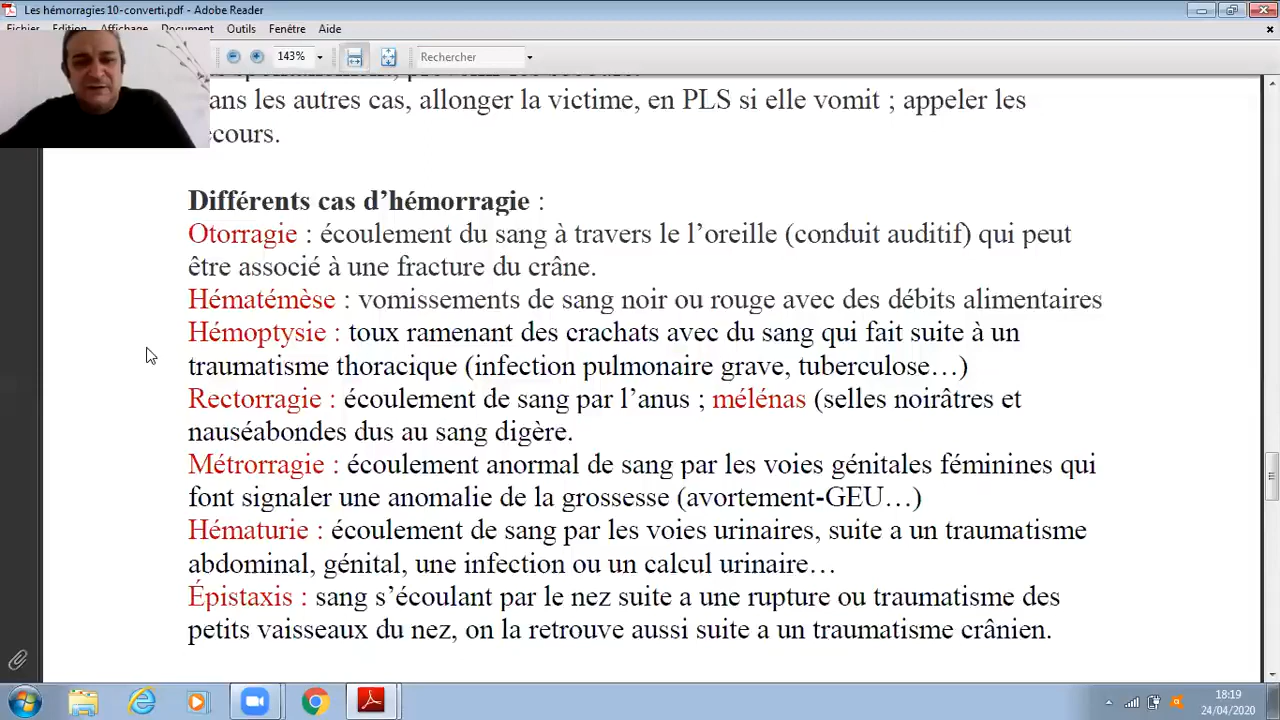 Les hémorragies 10-converti.pdf - Adobe Reader
Fichier Edition Affichage Document Outils Fenêtre Aide
143% Rechercher
ans les autres cas, allonger la victime, en PLS si elle vomit ; appeler les
ecours.
Différents cas d’hémorragie :
Otorragie : écoulement du sang à travers le l’oreille (conduit auditif) qui peut
être associé à une fracture du crâne.
Hématémèse : vomissements de sang noir ou rouge avec des débits alimentaires
Hémoptysie : toux ramenant des crachats avec du sang qui fait suite à un
traumatisme thoracique (infection pulmonaire grave, tuberculose…)
Rectorragie : écoulement de sang par l’anus ; mélénas (selles noirâtres et
nauséabondes dus au sang digère.
Métrorragie : écoulement anormal de sang par les voies génitales féminines qui
font signaler une anomalie de la grossesse (avortement-GEU…)
Hématurie : écoulement de sang par les voies urinaires, suite a un traumatisme
abdominal, génital, une infection ou un calcul urinaire…
Épistaxis : sang s’écoulant par le nez suite a une rupture ou traumatisme des
petits vaisseaux du nez, on la retrouve aussi suite a un traumatisme crânien.
18:19
24/04/2020